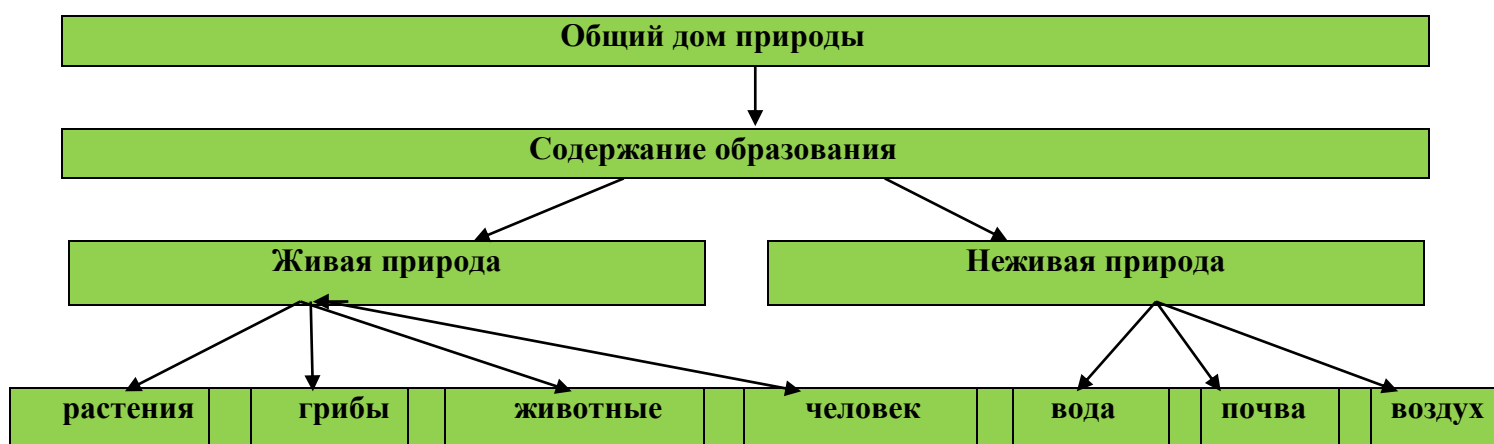 Общий дом природы
Содержание образования
Живая природа
Неживая природа
растения
грибы
животные
человек
вода
почва
воздух